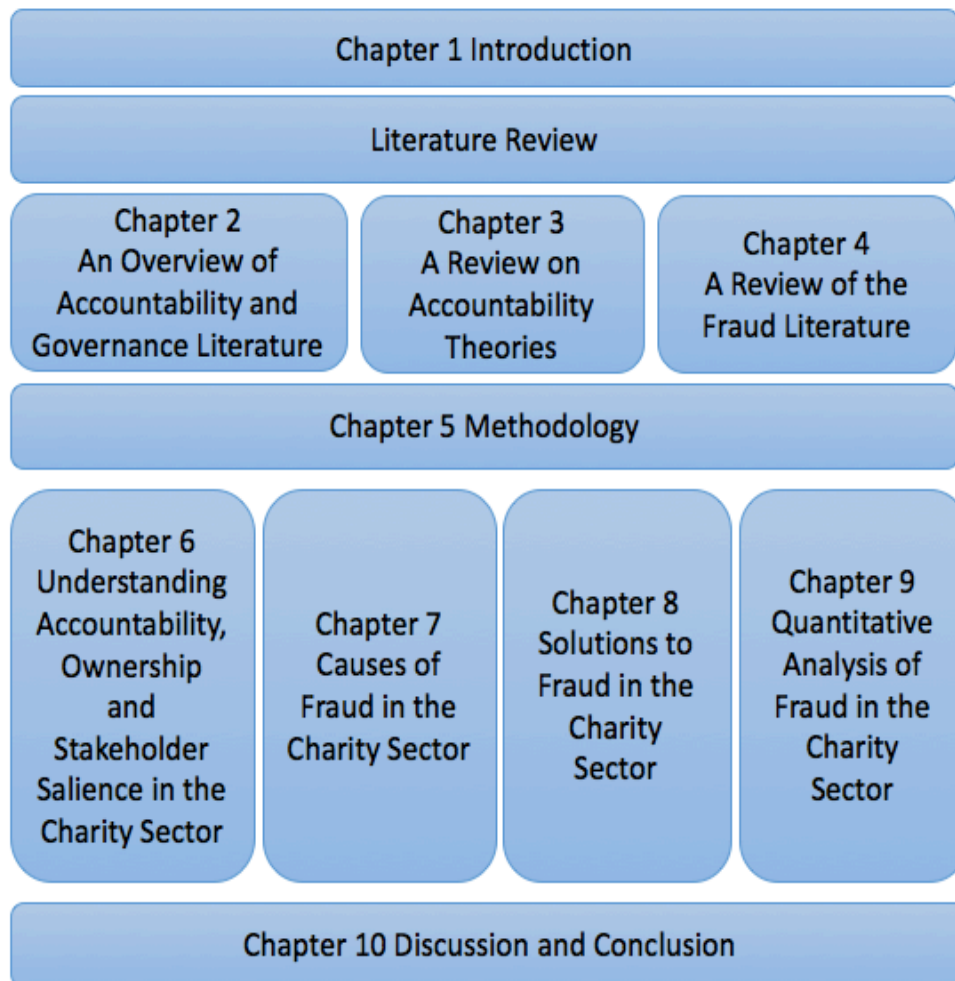 Chapter 1 Introduction
Literature Review
Chapter 2
An Overview of
Accountability and
Governance Literature
Chapter 3
A Review on
Accountability
Theories
Chapter 4
A Review of the
Fraud Literature
Chapter 5 Methodology
Chapter 6
Understanding
Accountability,
Ownership
and
Stakeholder
Salience in the
Charity Sector
Chapter 7
Causes of
Fraud in the
Charity Sector
Chapter 8
Solutions to
Fraud in the
Charity
Sector
Chapter 9
Quantitative
Analysis of
Fraud in the
Charity
Sector
Chapter 10 Discussion and Conclusion